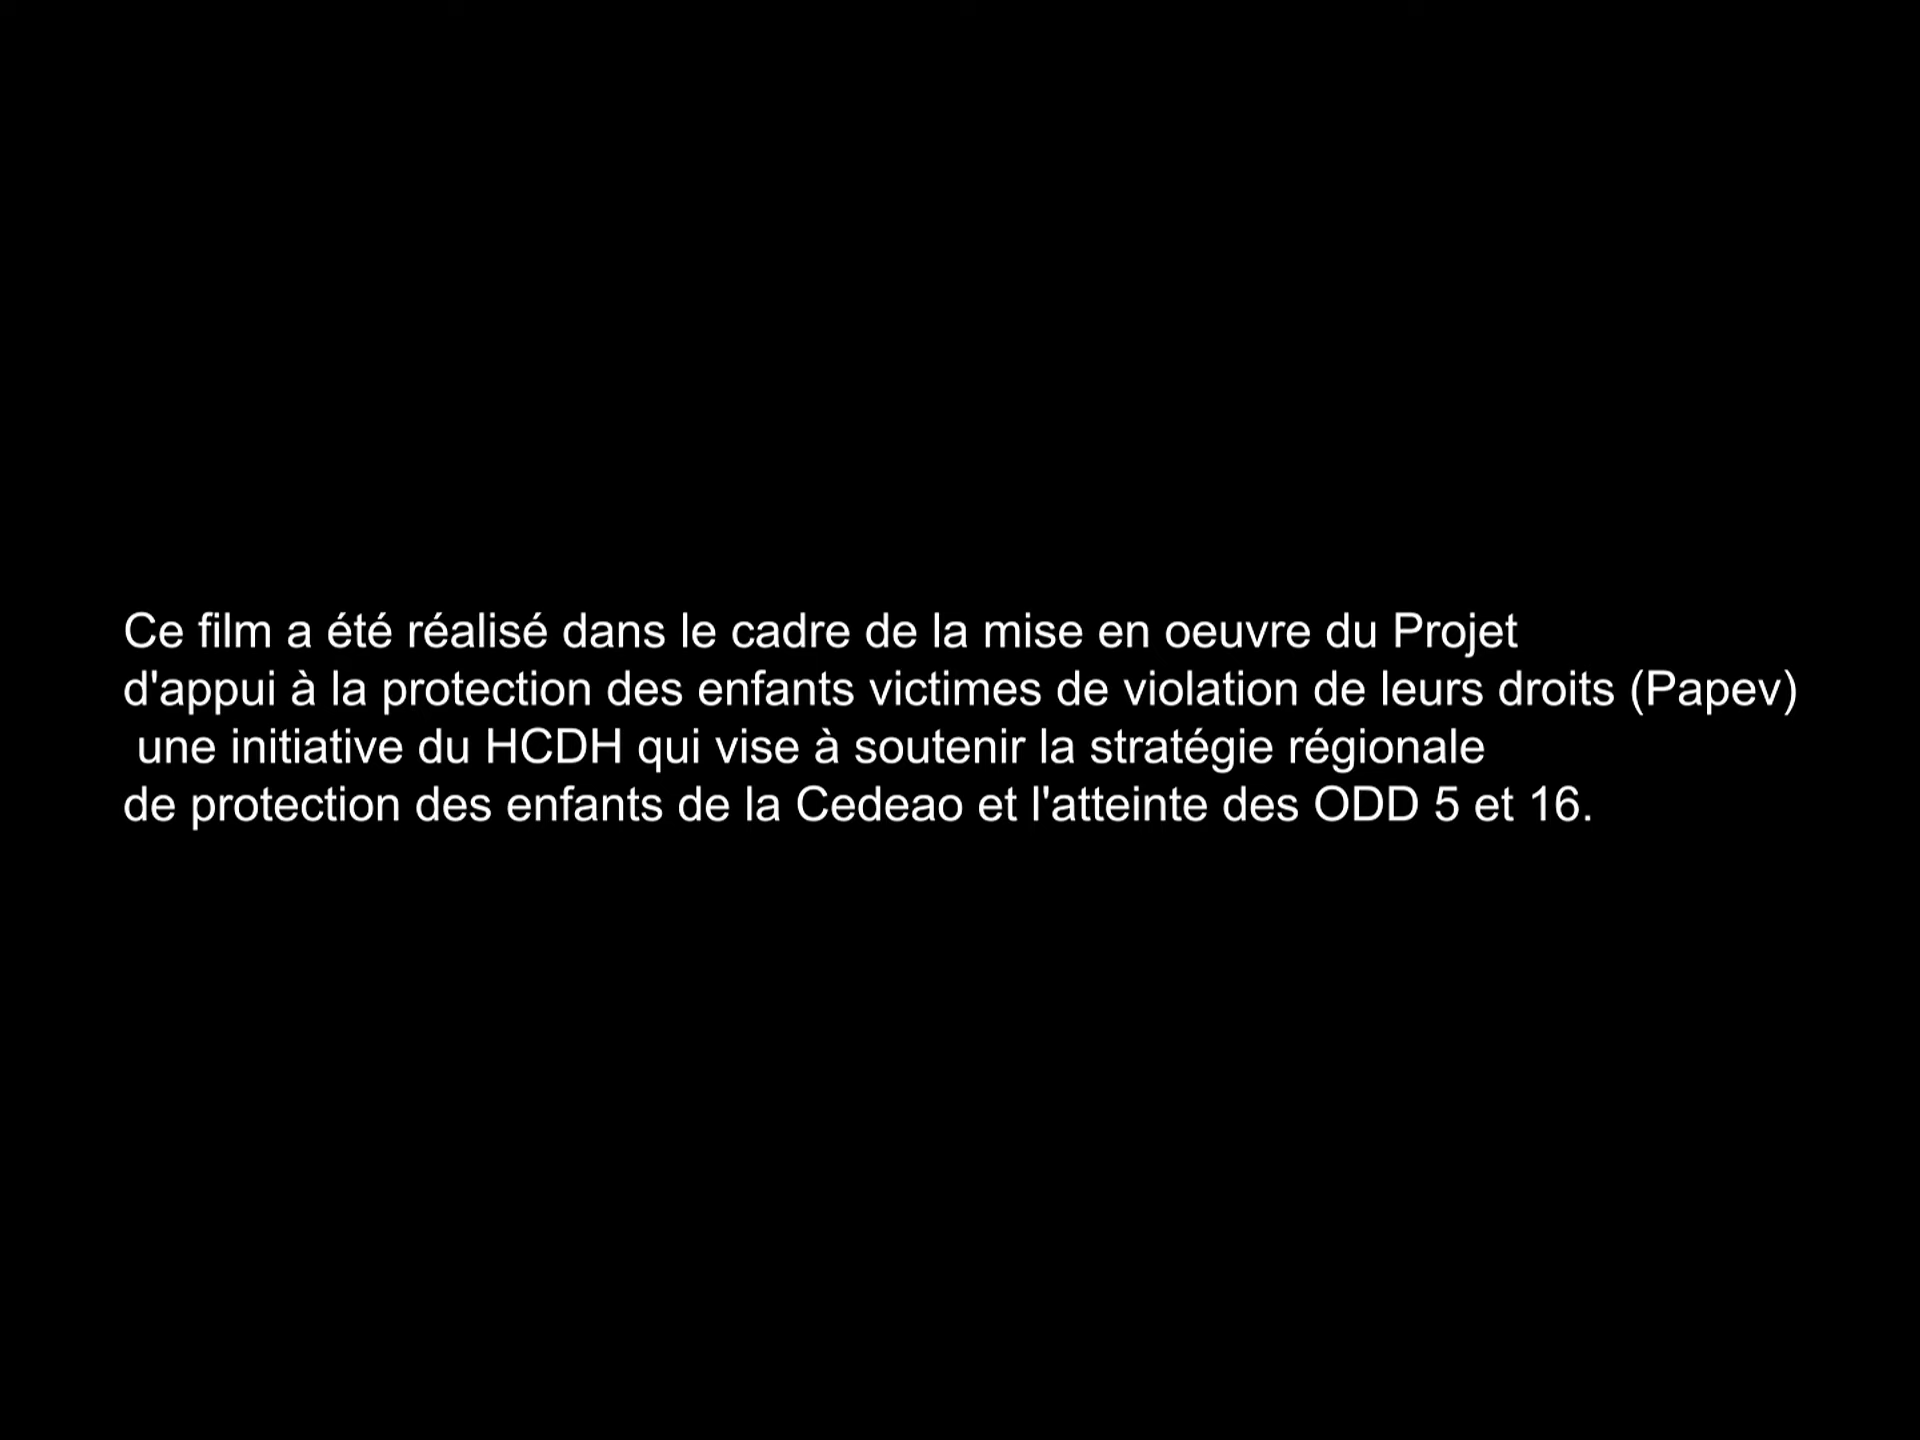 Ce film a été réalisé dans le cadre de la mise en oeuvre du Projet
d'appui à la protection des enfants victimes de violation de leurs droits (Papev)
une initiative du HCDH qui vise à soutenir la stratégie régionale
de protection des enfants de la Cedeao et l'atteinte des ODD 5 et 16.